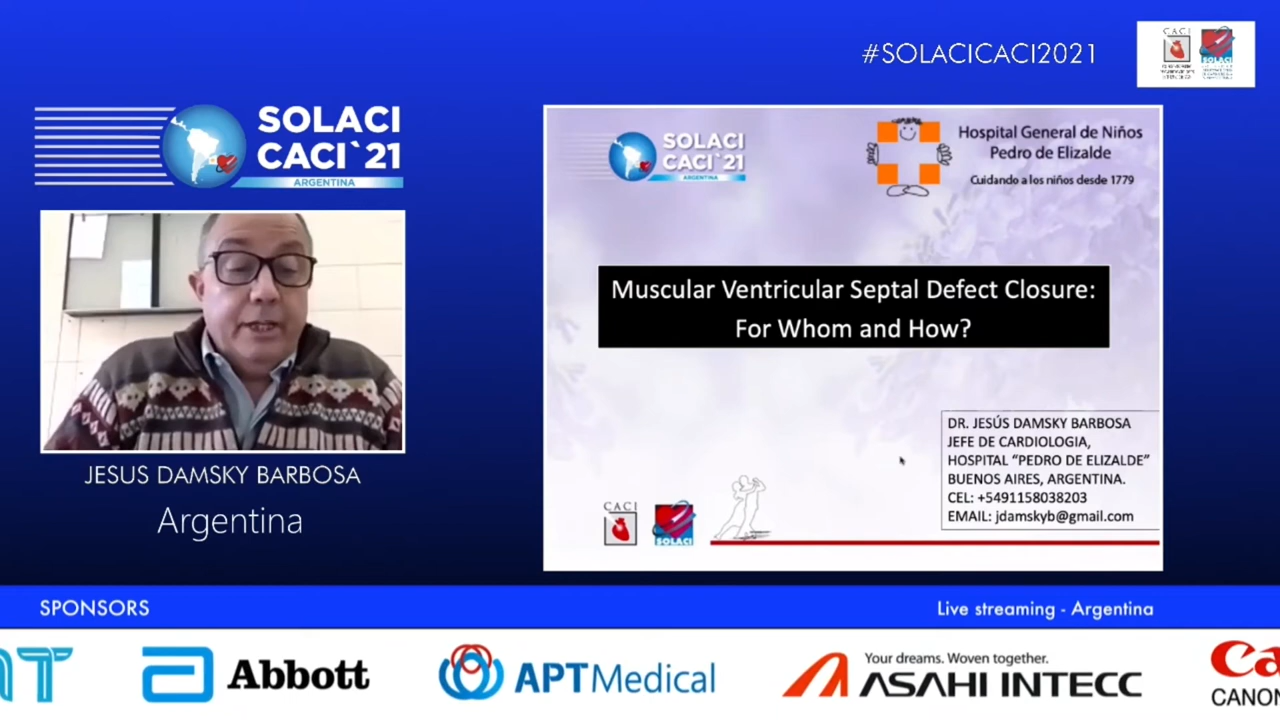 #SOLACICACI2021
CACI
SOLACI
SOLACI
CACI`21
ARGENTINA
SOLACI
CACI`21
ARGENTINA
Hospital General de Niños
Pedro de Elizalde
Cuidando a los niños desde 1779
Muscular Ventricular Septal Defect Closure:
For Whom and How?
DR. JESÚS DAMSKY BARBOSA
JEFE DE CARDIOLOGIA,
HOSPITAL “PEDRO DE ELIZALDE”
BUENOS AIRES, ARGENTINA.
CEL: +5491158038203
EMAIL: jdamskyb@gmail.com
CACI
SOLACI
JESUS DAMSKY BARBOSA
Argentina
SPONSORS
Live streaming - Argentina
Abbott
APTMedical
Your dreams. Woven together.
ASAHI INTECC
Ca
CANON